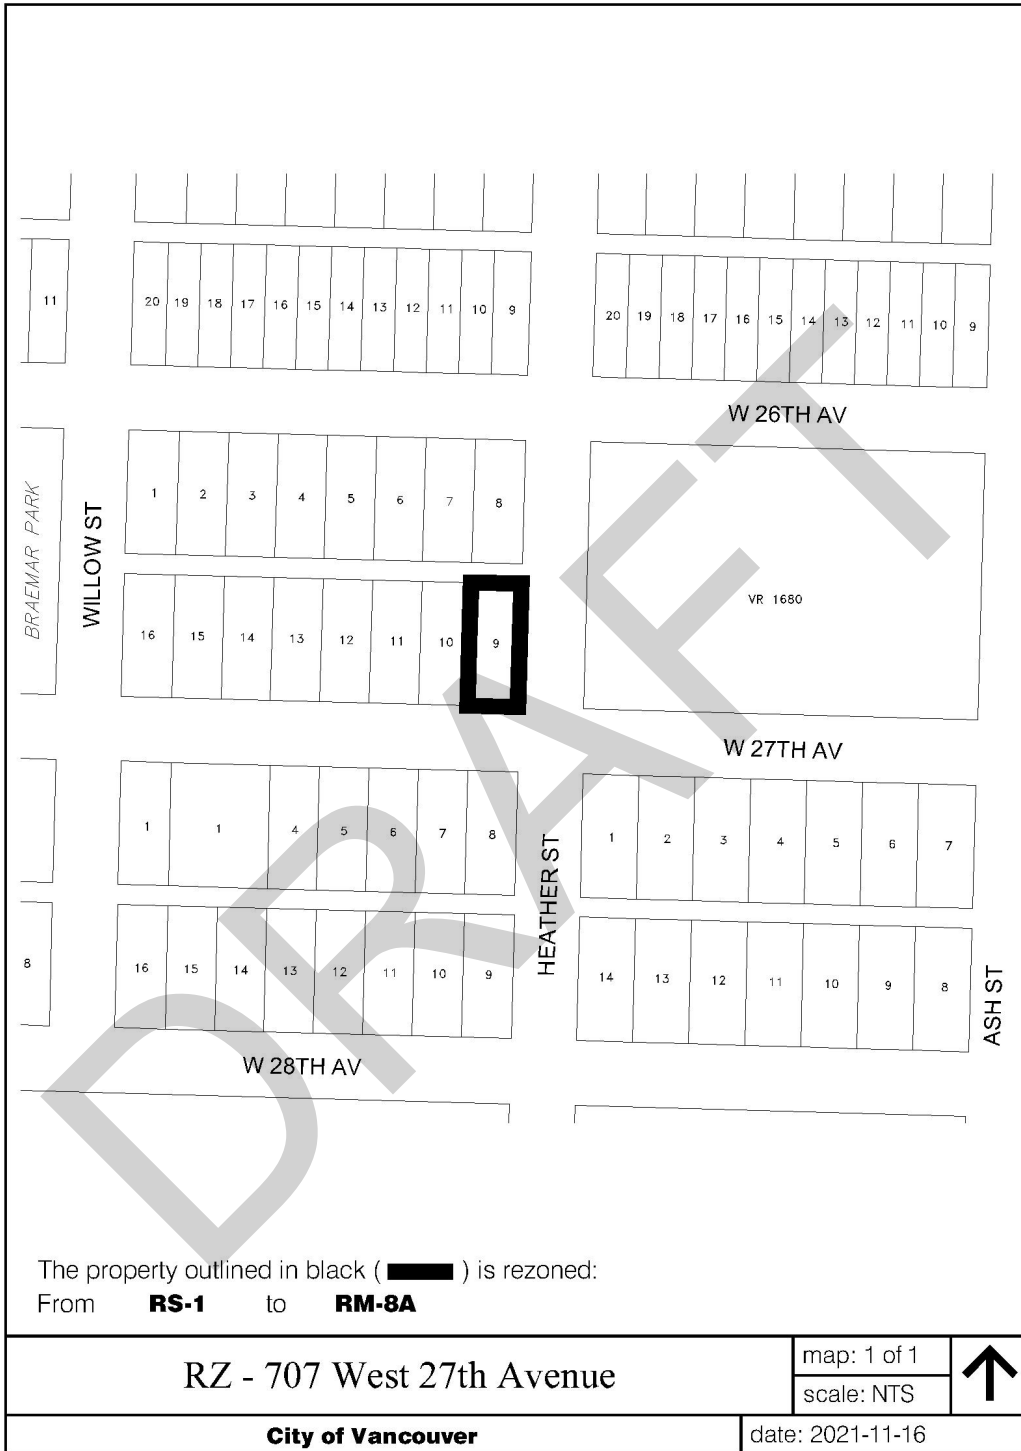 11
20 19 18 17 16 15 14 13 12 11 10 9
20 19 18 17 16 15 14 13 12 11 10 9
W 26TH AV
BRAEMAR PARK
WILLOW ST
1 2 3 4 5 6 7 8
VR 1680
16 15 14 13 12 11 10 9
W 27TH AV
1 1 4 5 6 7 8
HEATHER ST
1 2 3 4 5 6 7
8
16 15 14 13 12 11 10 9
14 13 12 11 10 9 8
ASH ST
W 28TH AV
DRAFT
The property outlined in black ( ) is rezoned:
From RS-1 to RM-8A
RZ - 707 West 27th Avenue
map: 1 of 1
scale: NTS
City of Vancouver
date: 2021-11-16